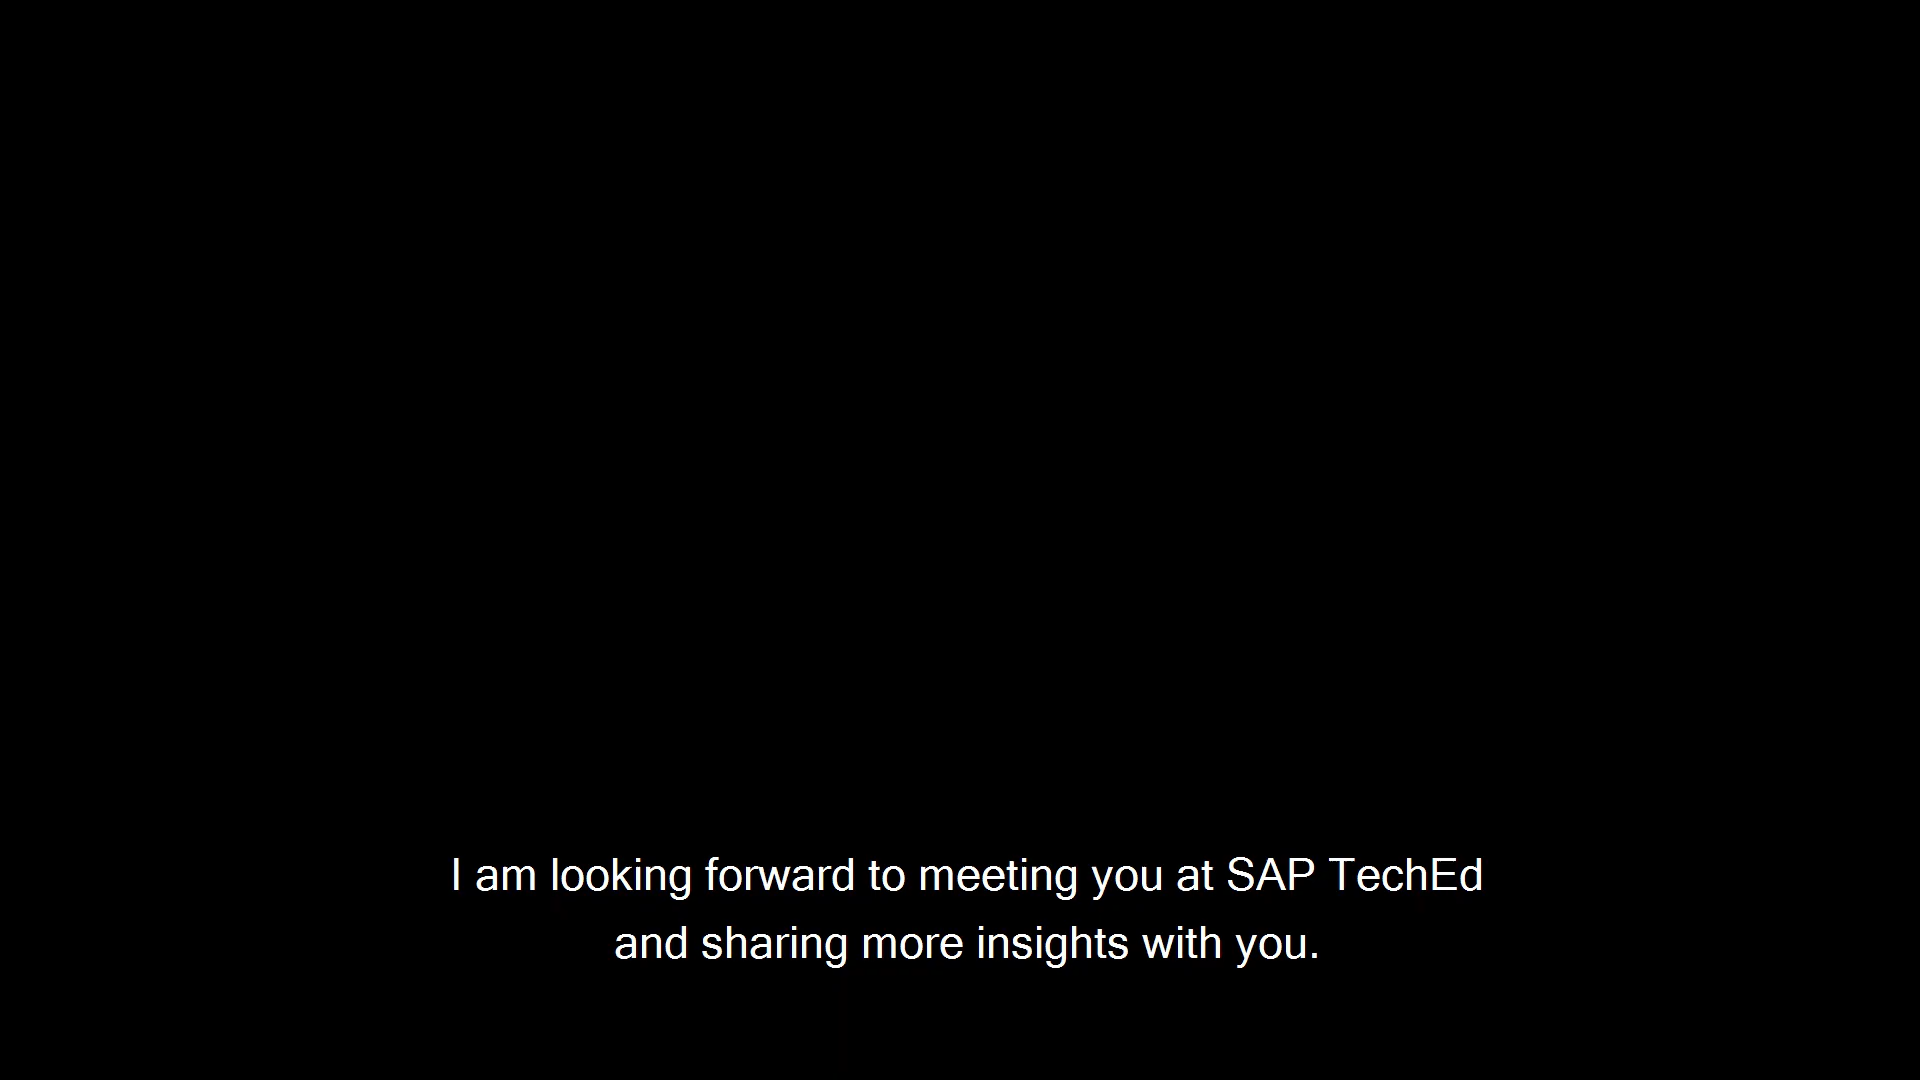 I am looking forward to meeting you at SAP TechEd
and sharing more insights with you.